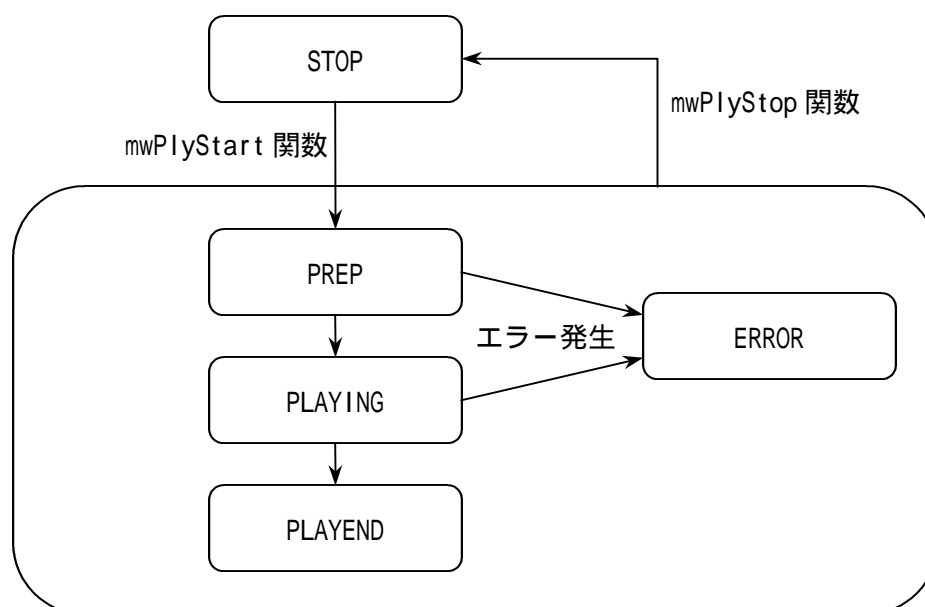 STOP
mwPlyStop 関数
mwPlyStart 関数
PREP
エラー発生
ERROR
PLAYING
PLAYEND